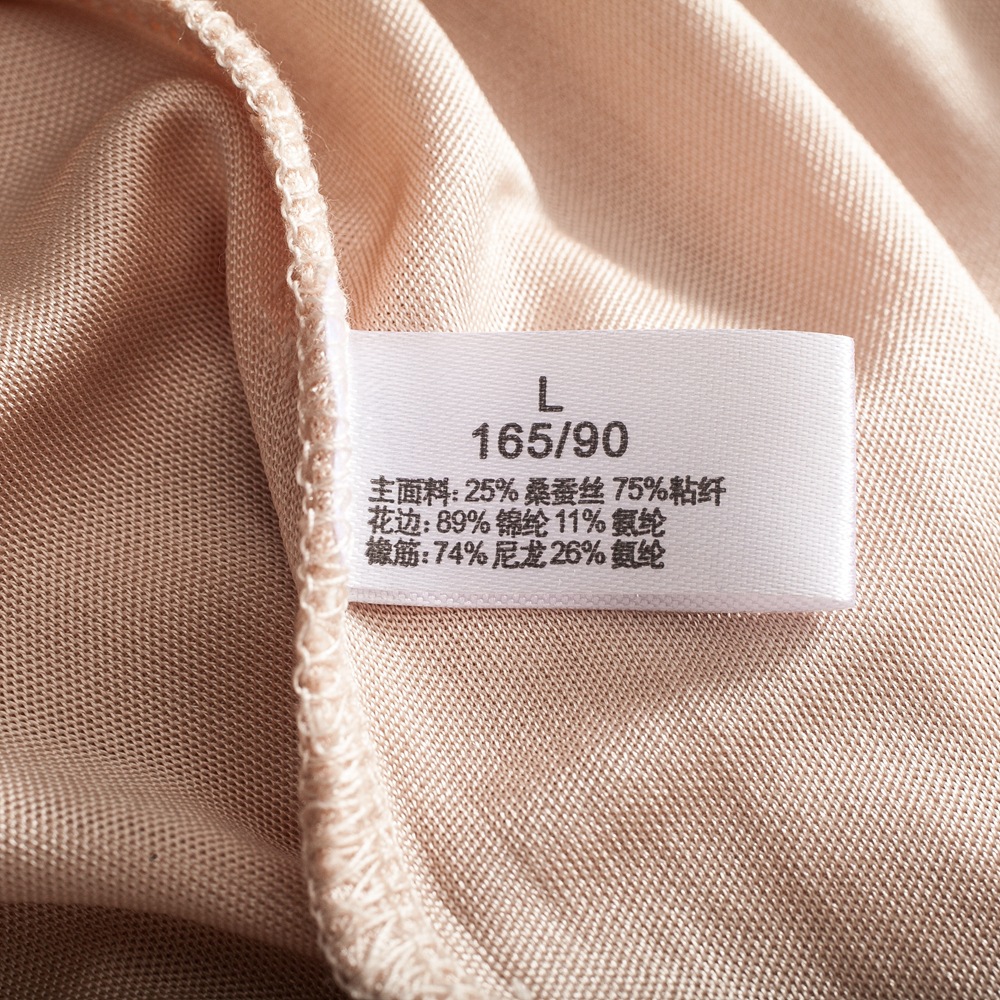 L
165/90
主面料: 25% 桑蚕丝 75%粘纤
花边: 89% 锦纶 11% 氨纶
橡筋: 74% 尼龙 26% 氨纶